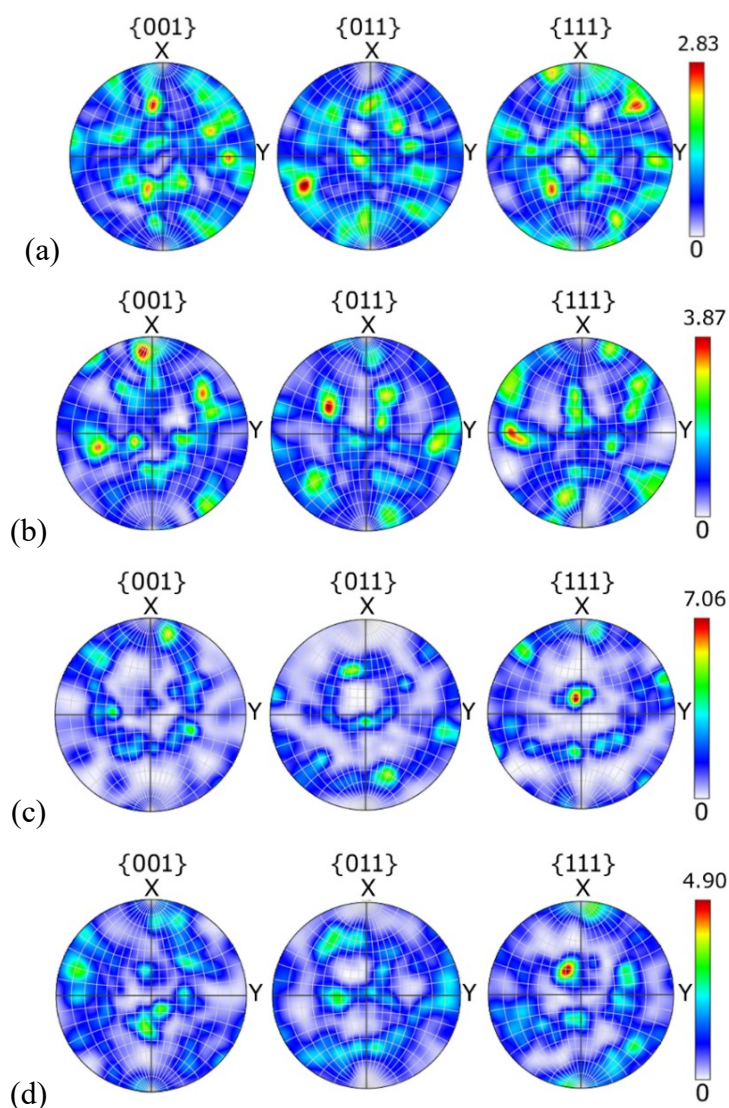 {001} {011} {111}
X X X 2.83
Y Y
(a) 0
{001} {011} {111}
X X X 3.87
Y Y
(b) 0
{001} {011} {111}
X X X 7.06
Y Y
(c) 0
{001} {011} {111}
X X X 4.90
Y Y
(d) 0